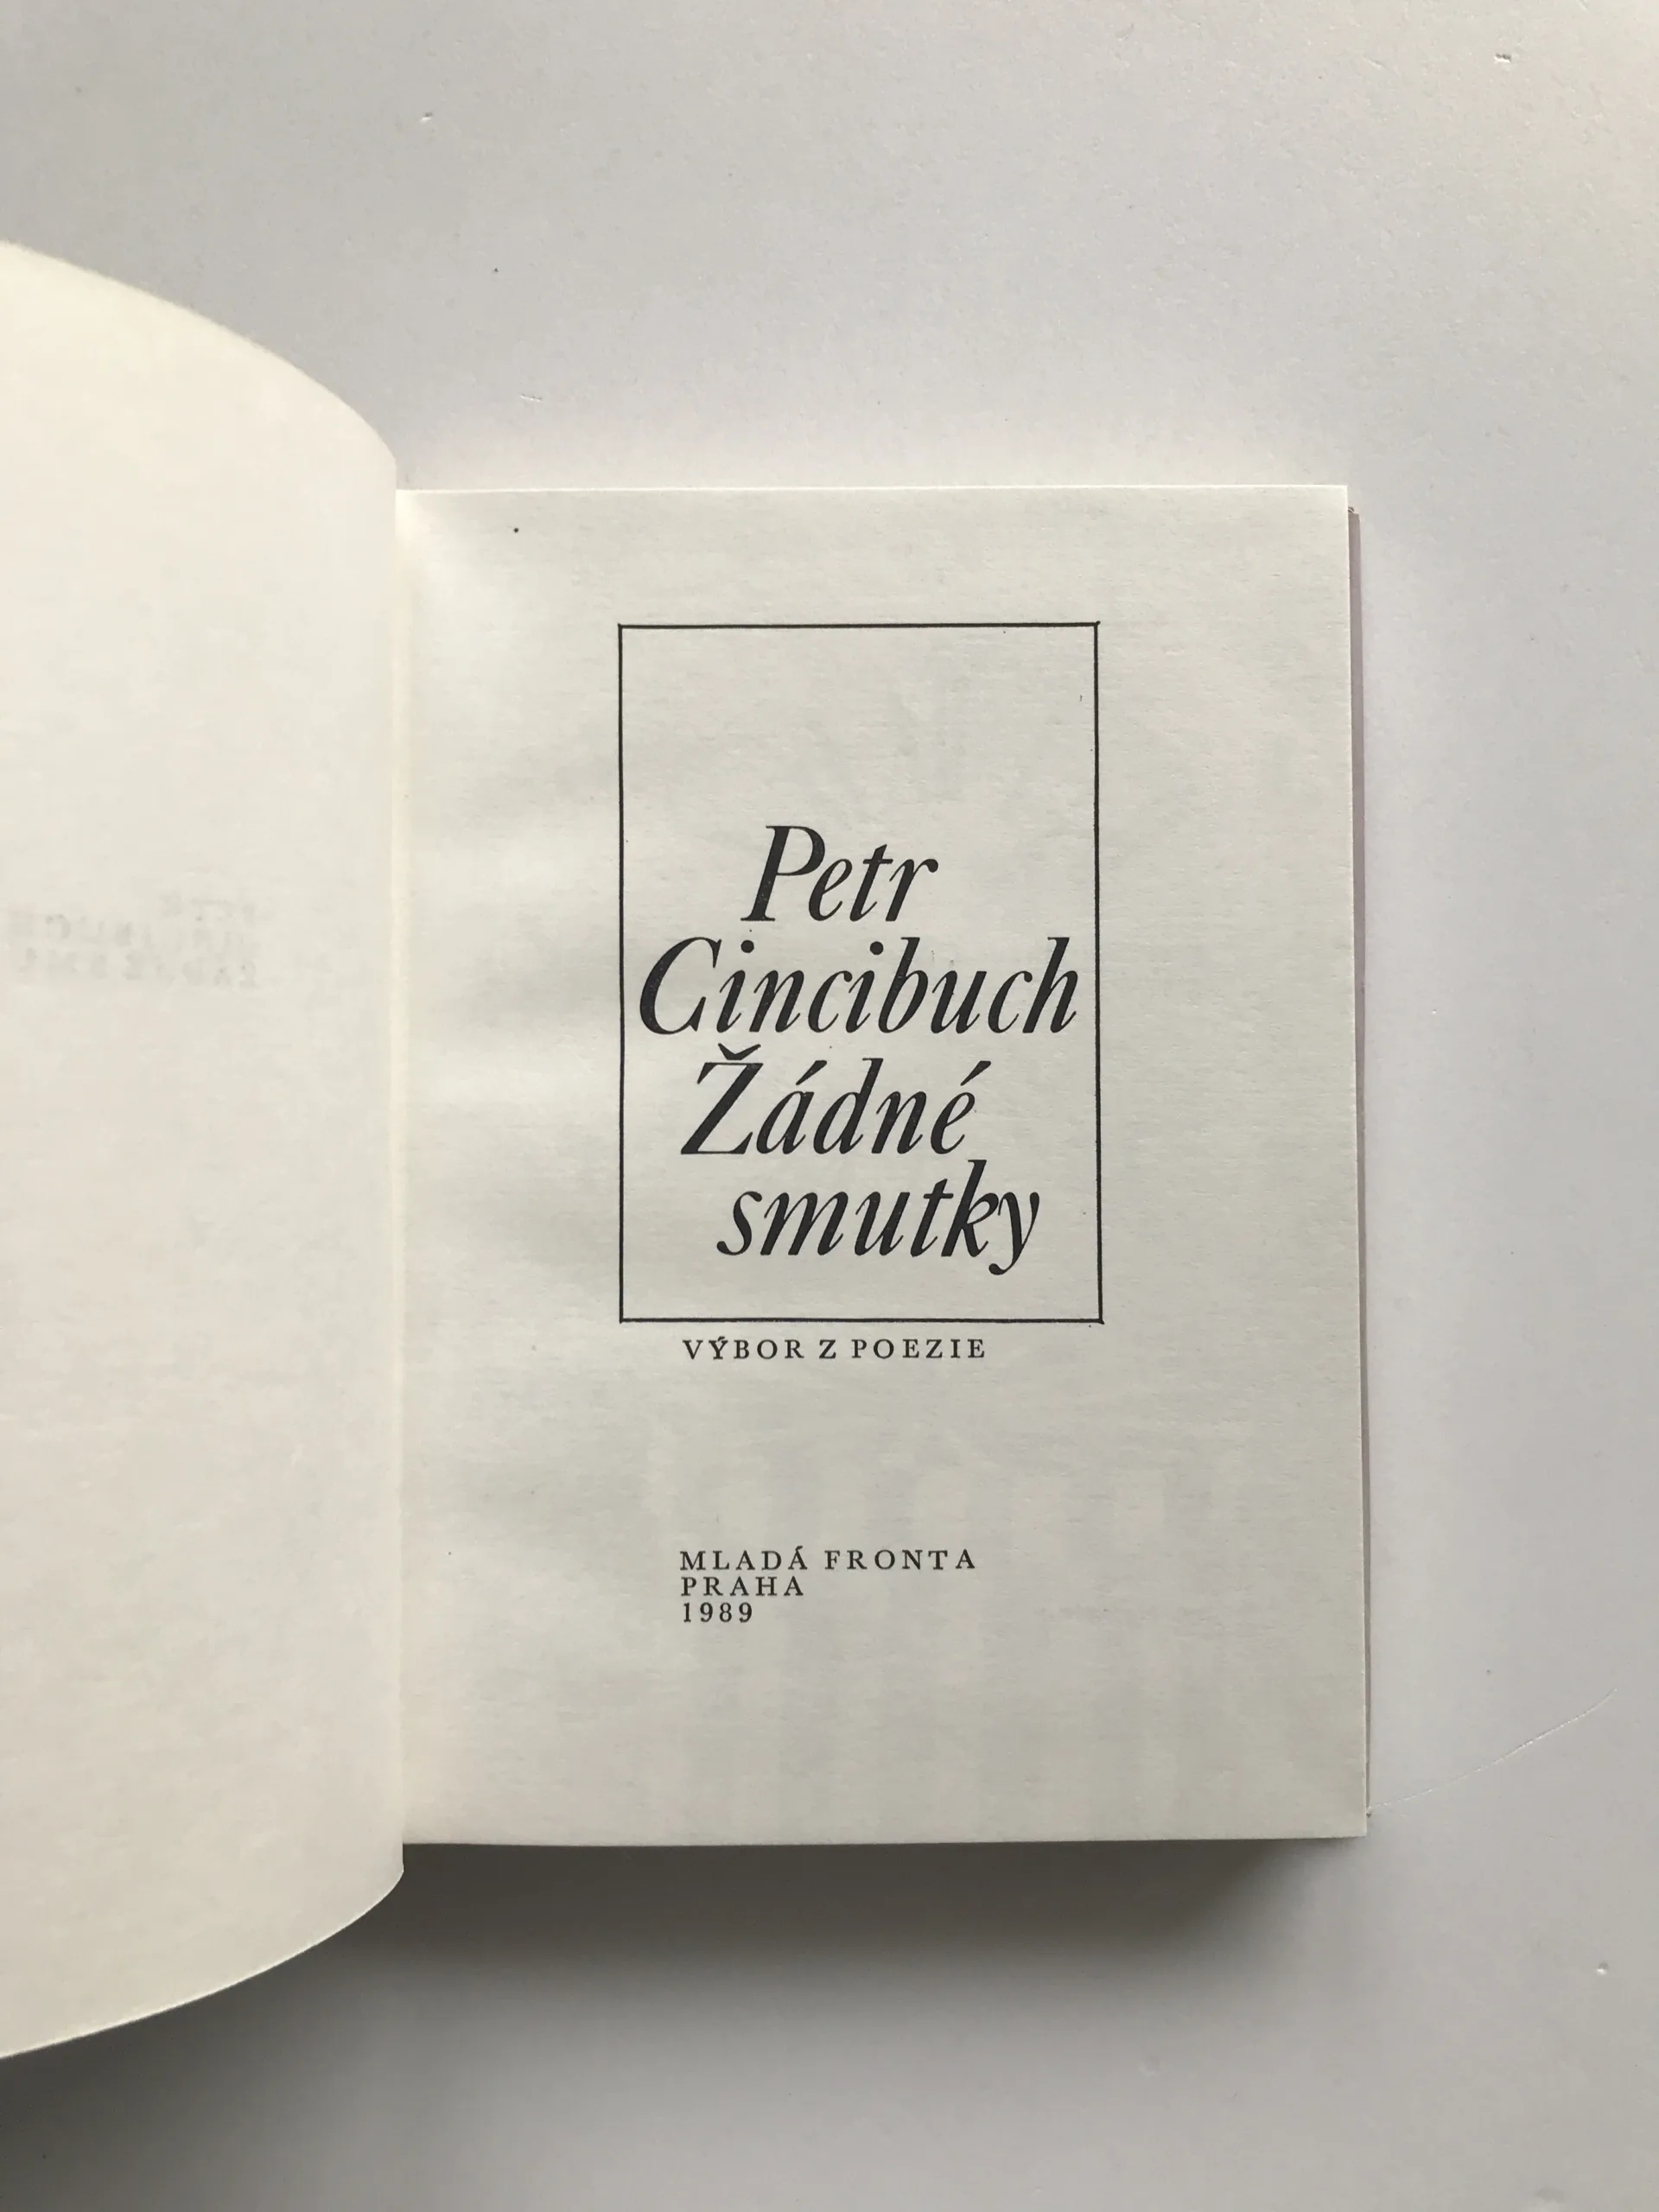 Petr
Cincibuch
Žádné
smutky
VÝBOR Z POEZIE
MLADÁ FRONTA
PRAHA
1989